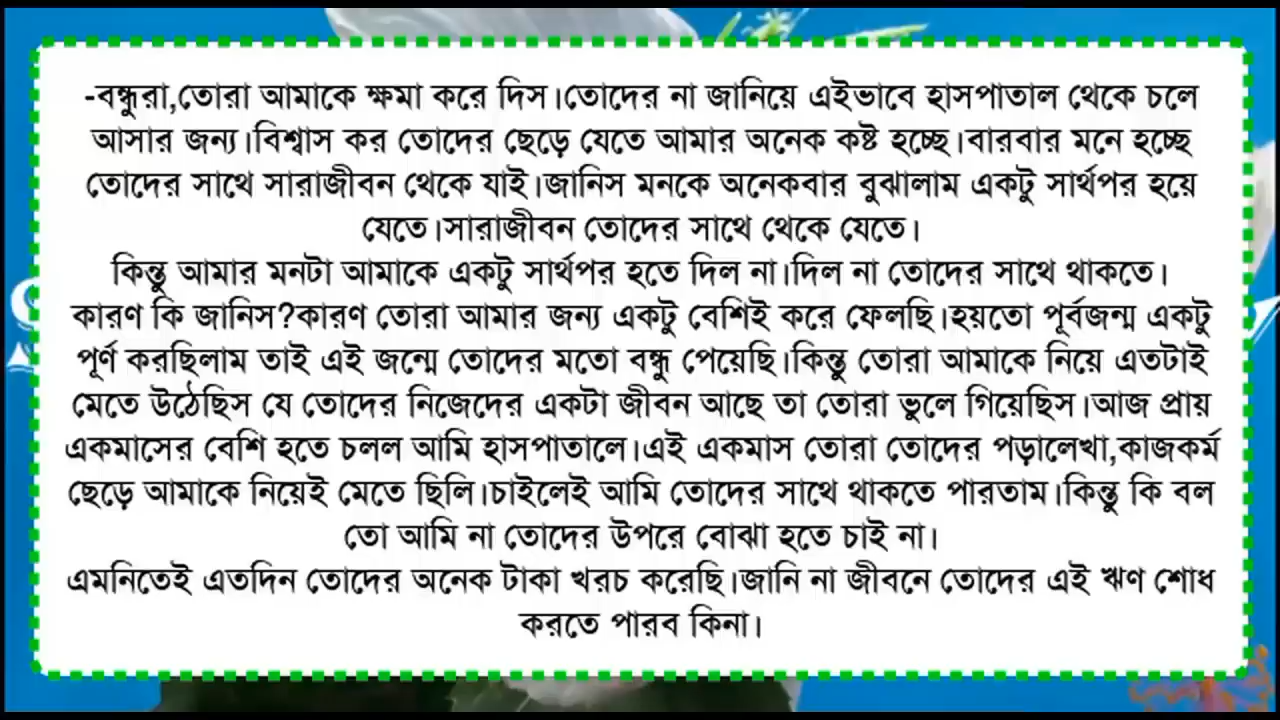 -বন্ধুরা,তোরা আমাকে ক্ষমা করে দিস।তোদের না জানিয়ে এইভাবে হাসপাতাল থেকে চলে
আসার জন্য।বিশ্বাস কর তোদের ছেড়ে যেতে আমার অনেক কষ্ট হচ্ছে।বারবার মনে হচ্ছে
তোদের সাথে সারাজীবন থেকে যাই।জানিস মনকে অনেকবার বুঝালাম একটু সার্থপর হয়ে
যেতে।সারাজীবন তোদের সাথে থেকে যেতে।
কিন্তু আমার মনটা আমাকে একটু সার্থপর হতে দিল না।দিল না তোদের সাথে থাকতে।
কারণ কি জানিস?কারণ তোরা আমার জন্য একটু বেশিই করে ফেলছি।হয়তো পূর্বজন্ম একটু
পূর্ণ করছিলাম তাই এই জন্মে তোদের মতো বন্ধু পেয়েছি।কিন্তু তোরা আমাকে নিয়ে এতটাই
মেতে উঠেছিস যে তোদের নিজেদের একটা জীবন আছে তা তোরা ভুলে গিয়েছিস।আজ প্রায়
একমাসের বেশি হতে চলল আমি হাসপাতালে।এই একমাস তোরা তোদের পড়ালেখা,কাজকর্ম
ছেড়ে আমাকে নিয়েই মেতে ছিলি।চাইলেই আমি তোদের সাথে থাকতে পারতাম।কিন্তু কি বল
তো আমি না তোদের উপরে বোঝা হতে চাই না।
এমনিতেই এতদিন তোদের অনেক টাকা খরচ করেছি।জানি না জীবনে তোদের এই ঋণ শোধ
করতে পারব কিনা।